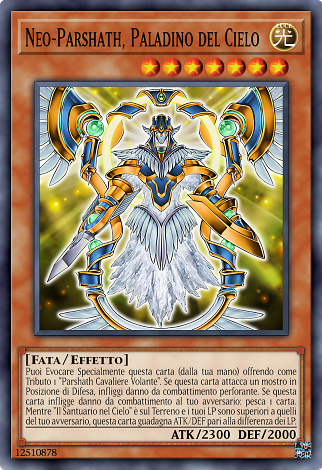 Neo-Parshath, Paladino del Cielo
光
[Fata/Effetto]
Puoi Evocare Specialmente questa carta (dalla tua mano) offrendo come
Tributo 1 "Parshath Cavaliere Volante". Se questa carta attacca un mostro in
Posizione di Difesa, infliggi danno da combattimento perforante. Se questa
carta infligge danno da combattimento al tuo avversario: pesca 1 carta.
Mentre "Il Santuario nel Cielo" è sul Terreno e i tuoi LP sono superiori a quelli
del tuo avversario, questa carta guadagna ATK/DEF pari alla differenza dei LP.
ATK/2300 DEF/2000
12510878